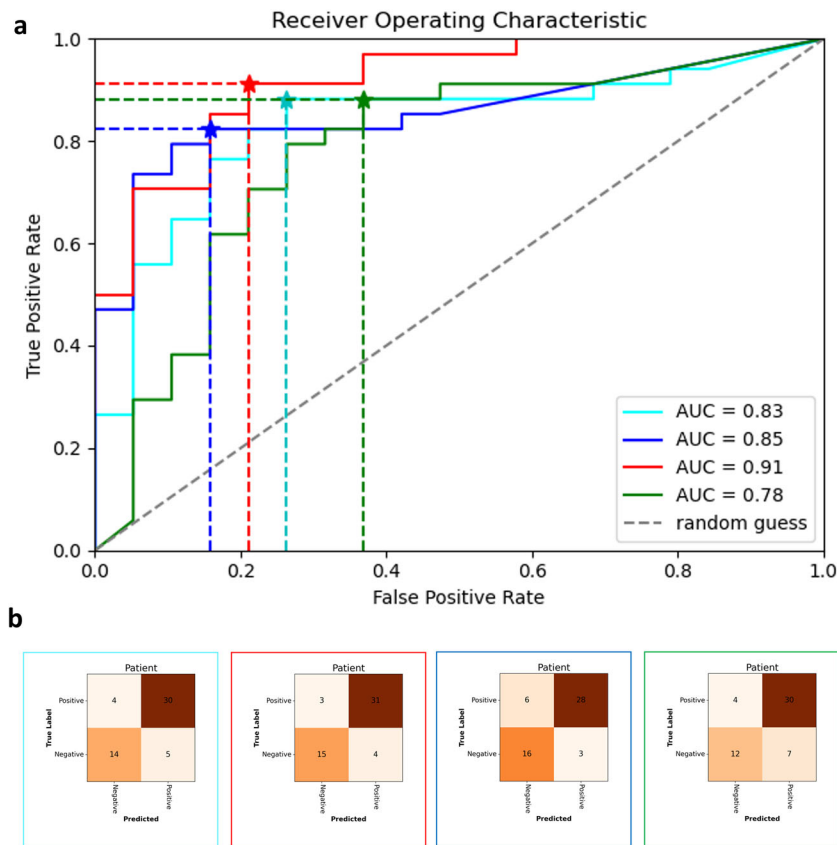 a
Receiver Operating Characteristic
1.0
0.8
0.6
0.4
0.2
0.0
True Positive Rate
0.0 0.2 0.4 0.6 0.8 1.0
False Positive Rate
AUC = 0.83
AUC = 0.85
AUC = 0.91
AUC = 0.78
random guess
b
Patient
Positive 4 30
Negative 14 5
True Label
Negative Positive
Predicted
Patient
Positive 3 31
Negative 15 4
True Label
Negative Positive
Predicted
Patient
Positive 6 28
Negative 16 3
True Label
Negative Positive
Predicted
Patient
Positive 4 30
Negative 12 7
True Label
Negative Positive
Predicted